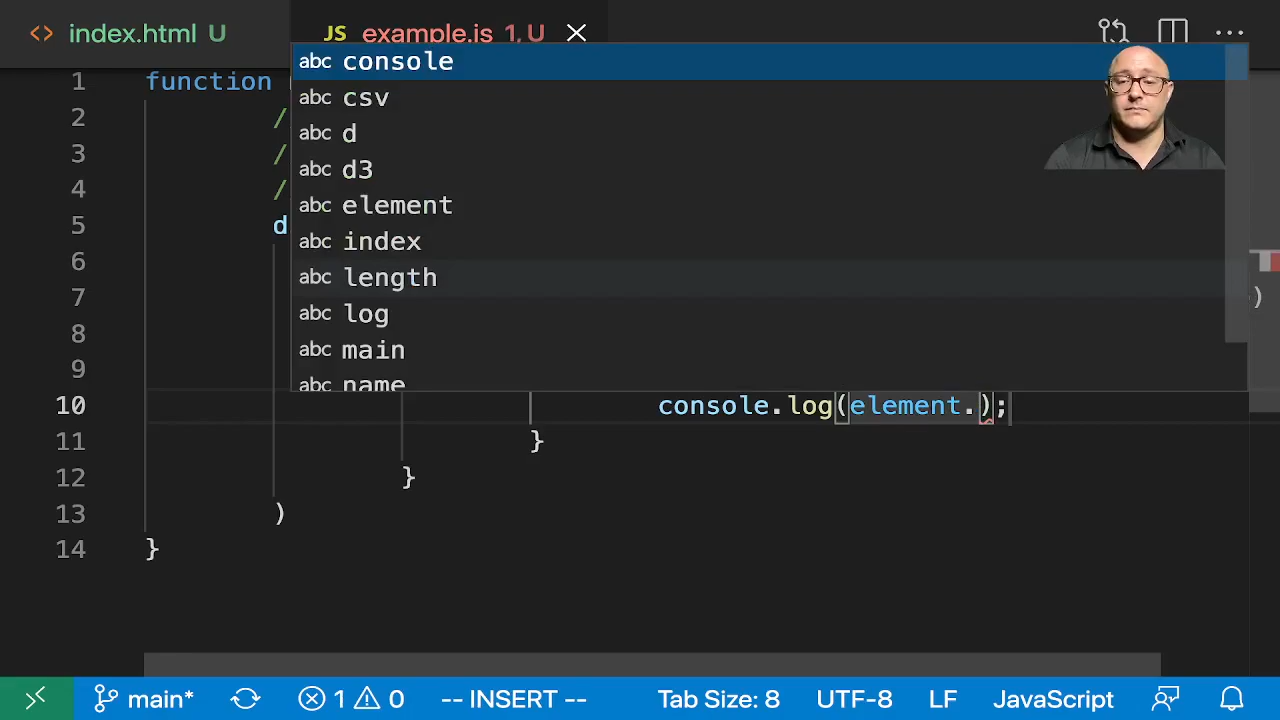 <> index.html U
JS example.js 1, U
1 function
abc console
abc csv
2 /
abc d
3 /
abc d3
4 /
abc element
5 d
abc index
6
abc length
7 )
abc log
8
abc main
9
abc name
10 console.log(element.);
11 }
12 }
13 )
14 }
main* 1 0 -- INSERT -- Tab Size: 8 UTF-8 LF JavaScript